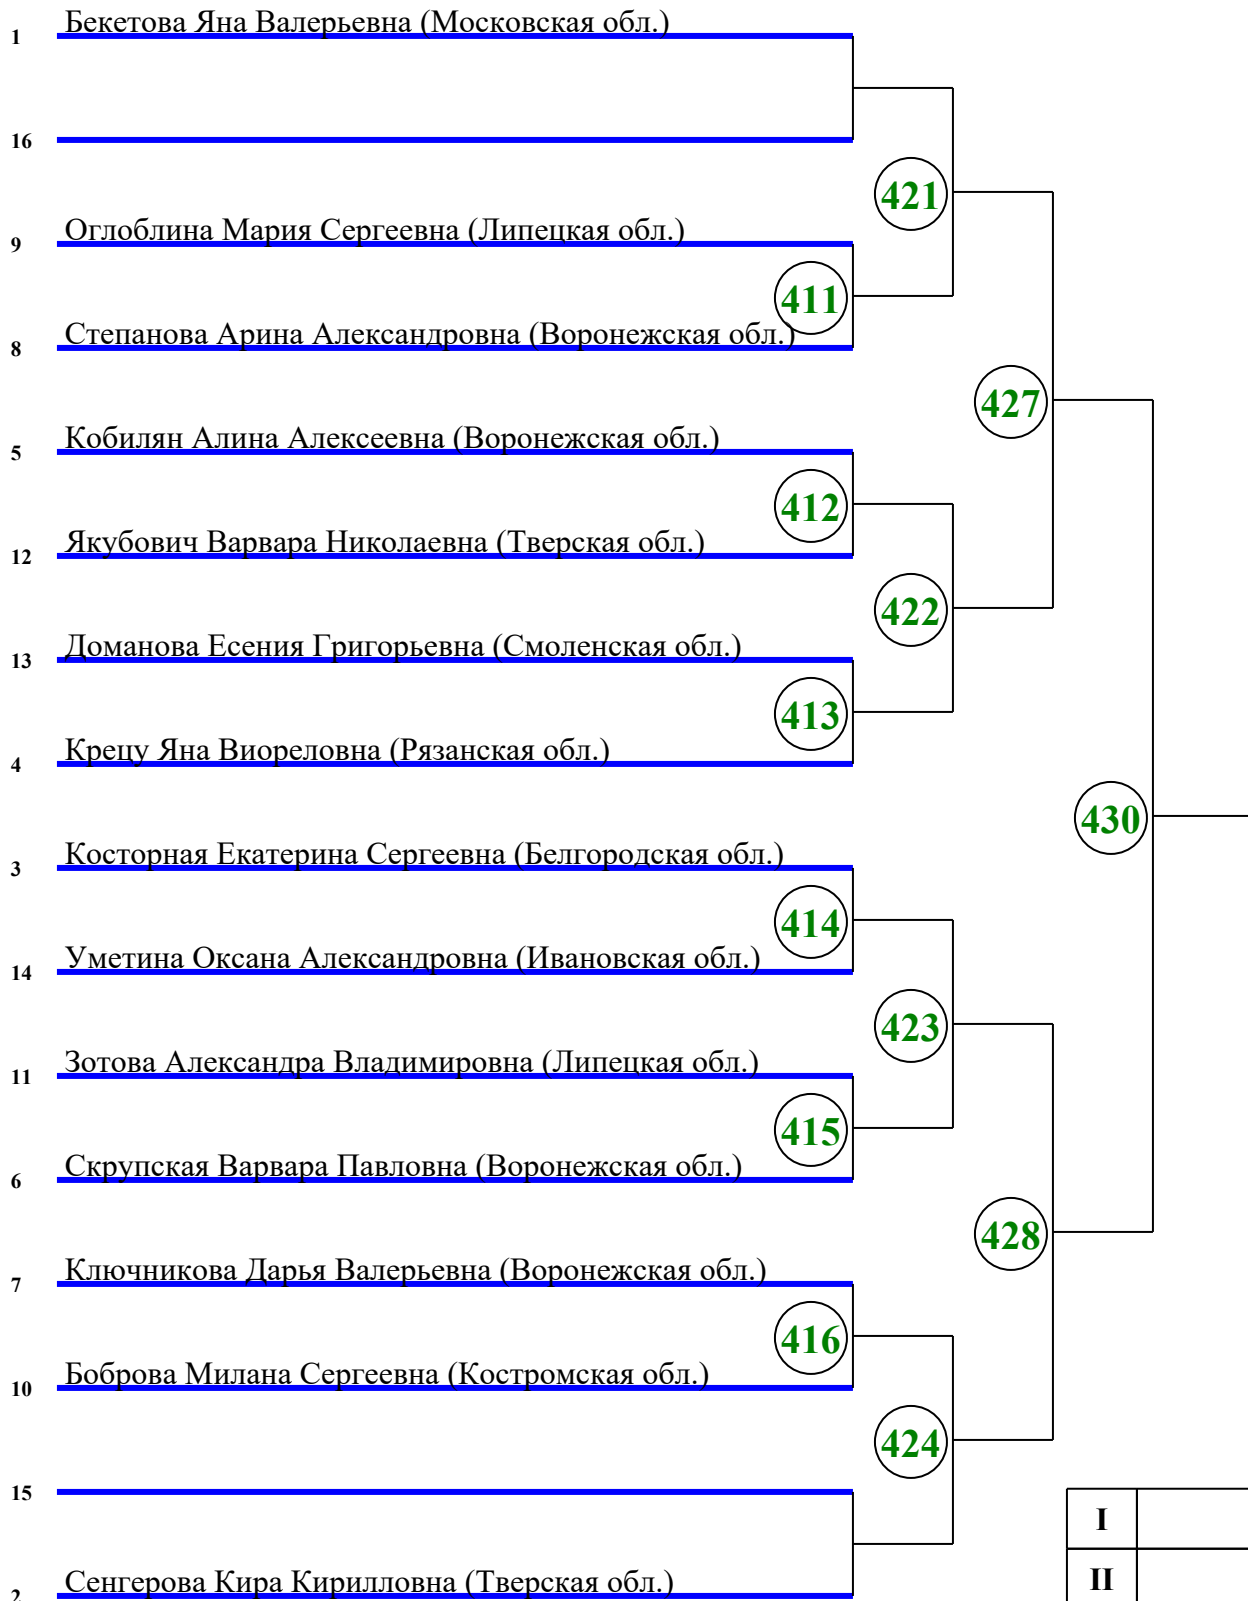 1 Бекетова Яна Валерьевна (Московская обл.)
16
421
9 Оглоблина Мария Сергеевна (Липецкая обл.)
411
8 Степанова Арина Александровна (Воронежская обл.)
427
5 Кобилян Алина Алексеевна (Воронежская обл.)
412
12 Якубович Варвара Николаевна (Тверская обл.)
422
13 Доманова Есения Григорьевна (Смоленская обл.)
413
4 Крецу Яна Виореловна (Рязанская обл.)
430
3 Косторная Екатерина Сергеевна (Белгородская обл.)
414
14 Уметина Оксана Александровна (Ивановская обл.)
423
11 Зотова Александра Владимировна (Липецкая обл.)
415
6 Скрупская Варвара Павловна (Воронежская обл.)
428
7 Ключникова Дарья Валерьевна (Воронежская обл.)
416
10 Боброва Милана Сергеевна (Костромская обл.)
424
15
I
2 Сенгерова Кира Кирилловна (Тверская обл.)
II